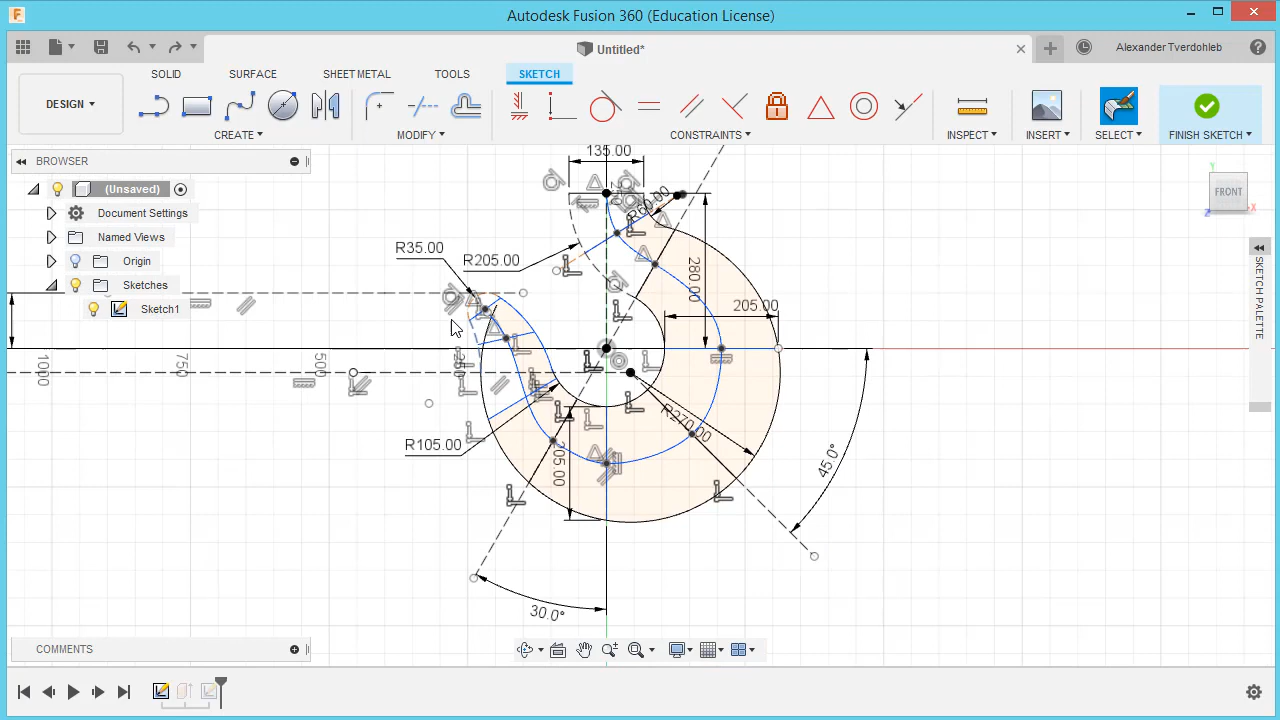 Autodesk Fusion 360 (Education License)
Untitled*
Alexander Tverdohleb
DESIGN
SOLID
SURFACE
SHEET METAL
TOOLS
SKETCH
CREATE
MODIFY
CONSTRAINTS
INSPECT
INSERT
SELECT
FINISH SKETCH
BROWSER
(Unsaved)
Document Settings
Named Views
Origin
Sketches
Sketch1
FRONT
Y
X
Z
SKETCH PALETTE
135.00
R60.00
R35.00
R205.00
280.00
205.00
1000
750
500
250
R105.00
R270.00
205.00
45.0°
30.0°
COMMENTS